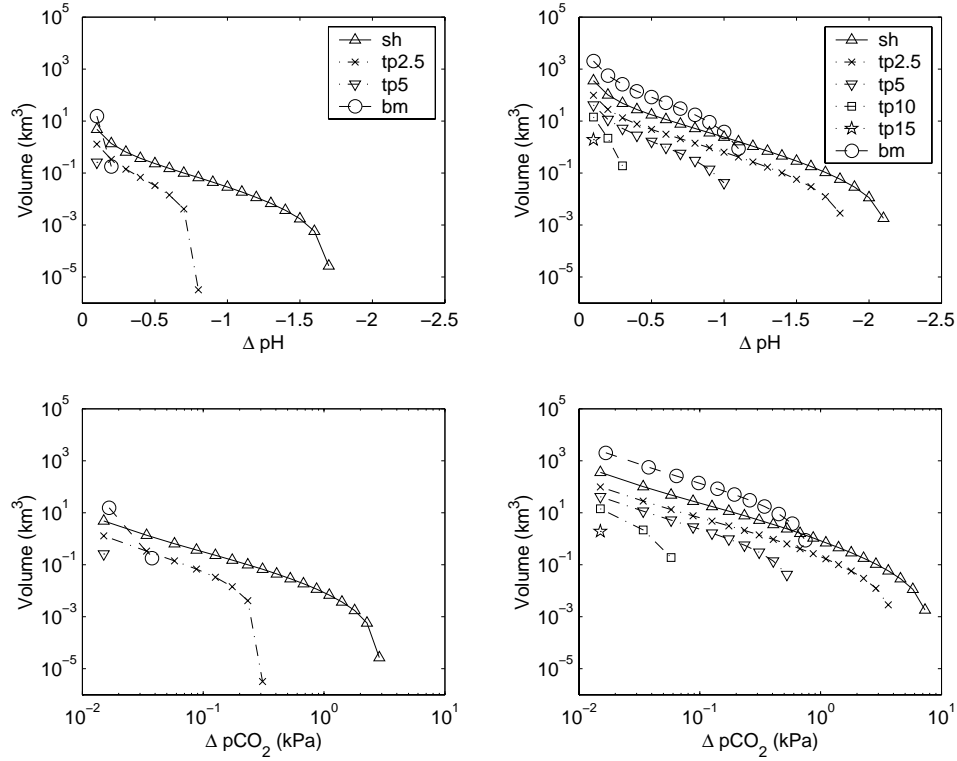 10^5
10^3
10^1
10^-1
10^-3
10^-5
Volume (km^3)
0
−0.5
−1
−1.5
−2
−2.5
Δ pH
sh
tp2.5
tp5
bm
10^5
10^3
10^1
10^-1
10^-3
10^-5
Volume (km^3)
0
−0.5
−1
−1.5
−2
−2.5
Δ pH
sh
tp2.5
tp5
tp10
tp15
bm
10^5
10^3
10^1
10^-1
10^-3
10^-5
Volume (km^3)
10^-2
10^-1
10^0
10^1
Δ pCO_2 (kPa)
10^5
10^3
10^1
10^-1
10^-3
10^-5
Volume (km^3)
10^-2
10^-1
10^0
10^1
Δ pCO_2 (kPa)